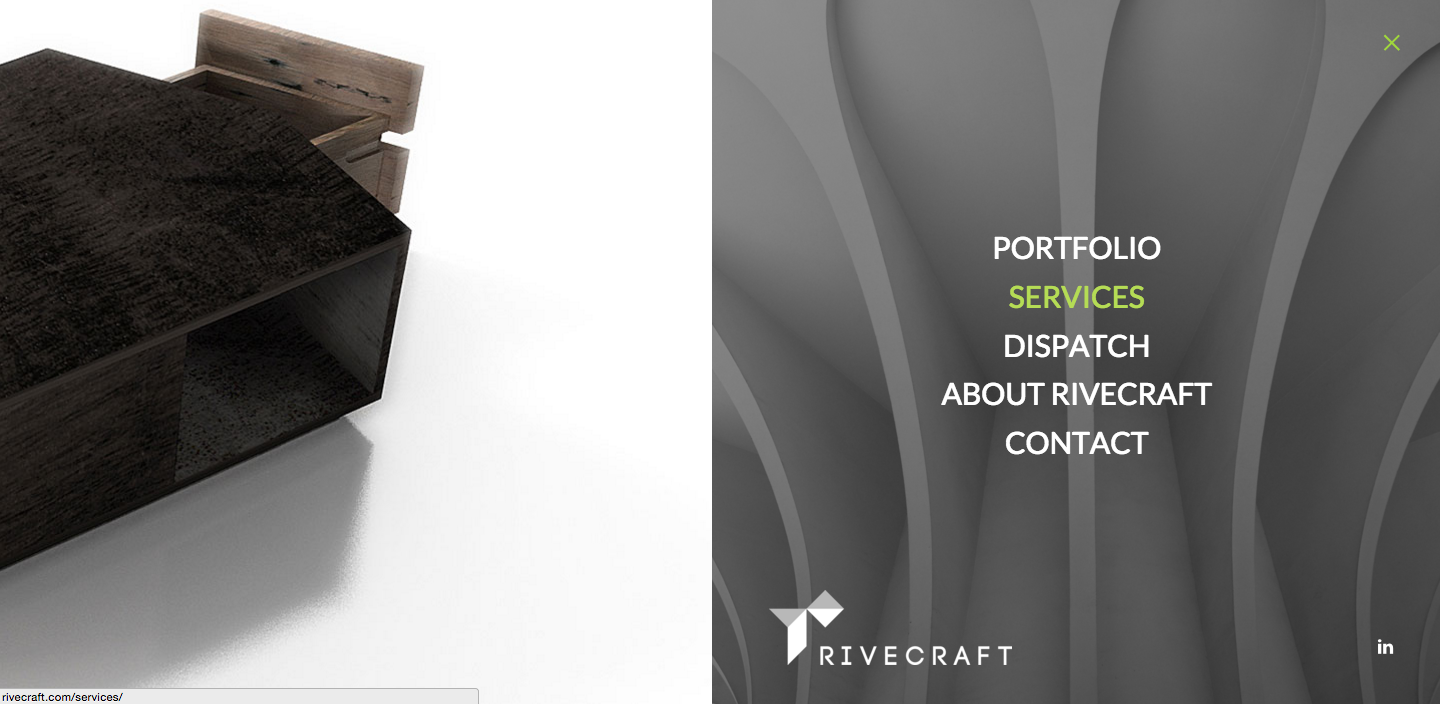 PORTFOLIO
SERVICES
DISPATCH
ABOUT RIVECRAFT
CONTACT
RIVECRAFT
in
rivecraft.com/services/